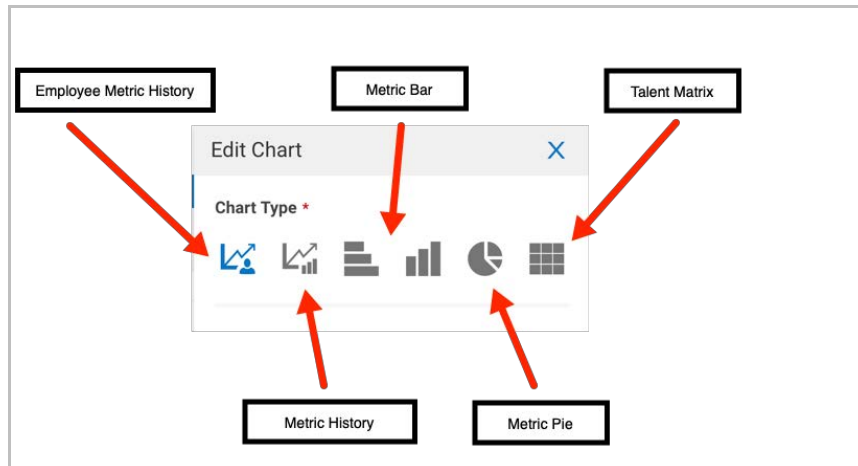 Employee Metric History
Metric Bar
Talent Matrix
Edit Chart
X
Chart Type *
Metric History
Metric Pie